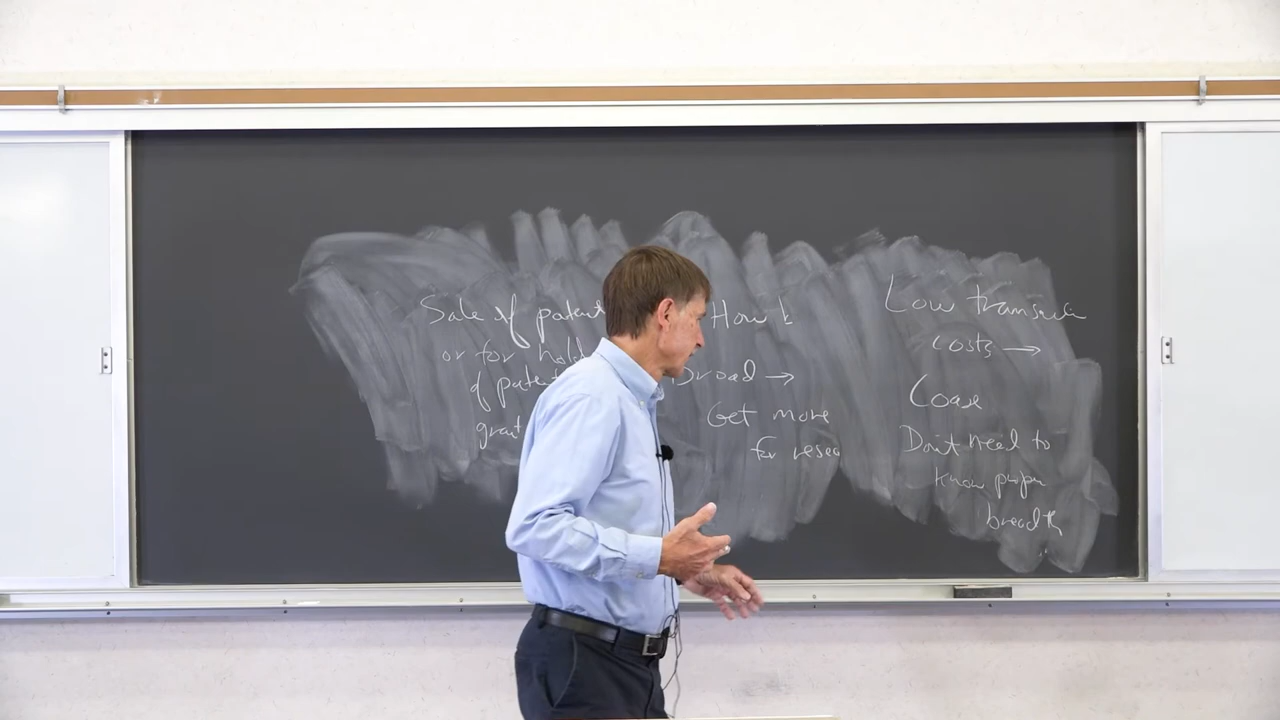 Sale of patent
or for hold
of patent
grant
How b
broad →
Get more
for resea
Low transac
costs →
Coase
Don't need to
know proper
breadth